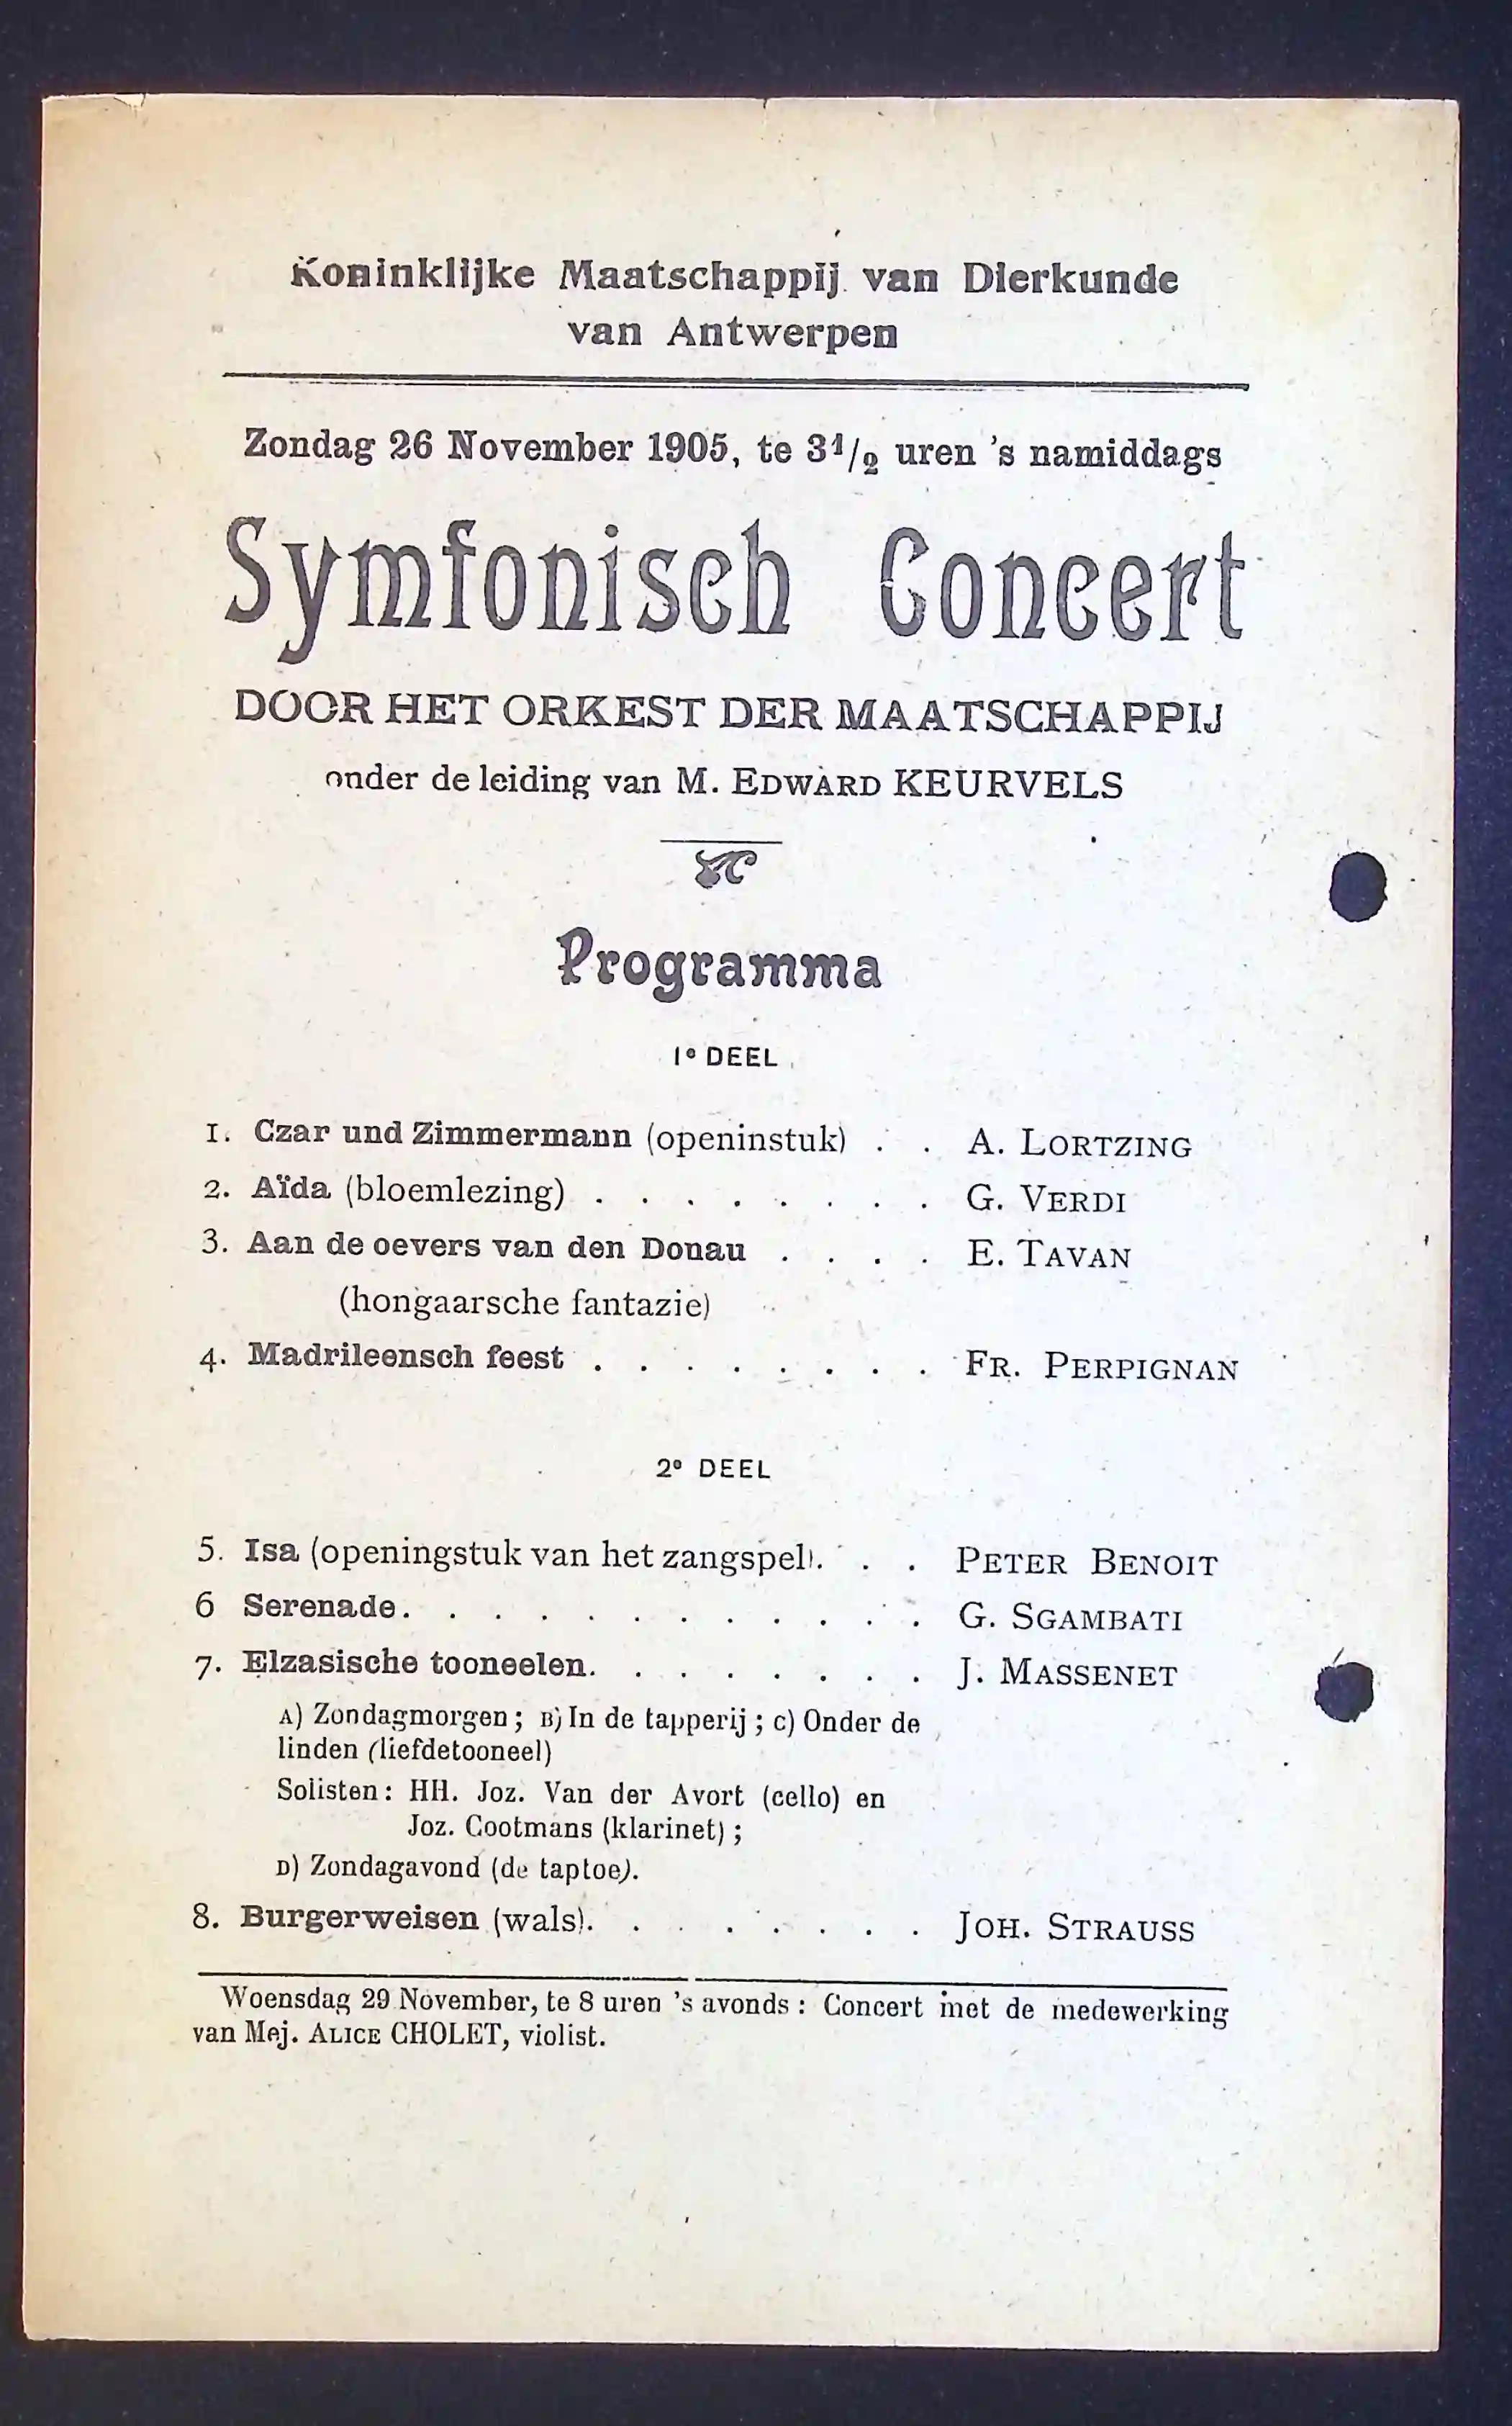 Koninklijke Maatschappij van Dierkunde
van Antwerpen
Zondag 26 November 1905, te 3 1/2 uren 's namiddags
Symfonisch Concert
DOOR HET ORKEST DER MAATSCHAPPIJ
onder de leiding van M. EDWARD KEURVELS
Programma
1e DEEL
1. Czar und Zimmermann (openinstuk) . . A. LORTZING
2. Aïda (bloemlezing) . . . . . . . . G. VERDI
3. Aan de oevers van den Donau . . . . E. TAVAN
(hongaarsche fantazie)
4. Madrileensch feest . . . . . . . . FR. PERPIGNAN
2e DEEL
5. Isa (openingstuk van het zangspel). . . PETER BENOIT
6 Serenade. . . . . . . . . . . . G. SGAMBATI
7. Elzasische tooneelen. . . . . . . . J. MASSENET
A) Zondagmorgen; B) In de tapperij; C) Onder de
linden (liefdetooneel)
Solisten: HH. Joz. Van der Avort (cello) en
Joz. Cootmans (klarinet);
D) Zondagavond (de taptoe).
8. Burgerweisen (wals). . . . . . . . JOH. STRAUSS
Woensdag 29 November, te 8 uren 's avonds : Concert met de medewerking
van Mej. ALICE CHOLET, violist.